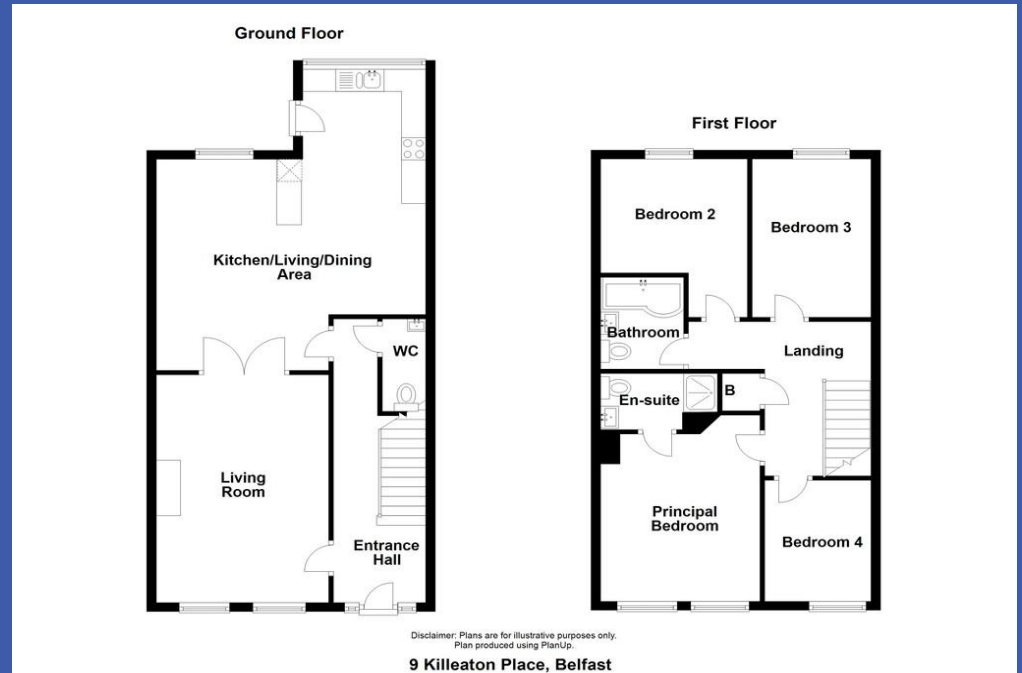 Ground Floor
Kitchen/Living/Dining
Area
WC
Living
Room
Entrance
Hall
First Floor
Bedroom 2
Bedroom 3
Bathroom
Landing
En-suite
B
Principal
Bedroom
Bedroom 4
Disclaimer: Plans are for illustrative purposes only.
Plan produced using PlanUp.
9 Killeaton Place, Belfast